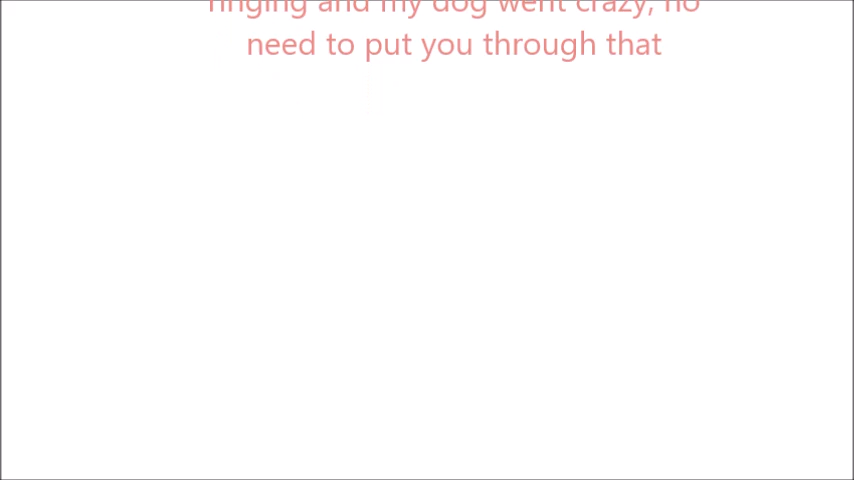 ringing and my dog went crazy, no
need to put you through that